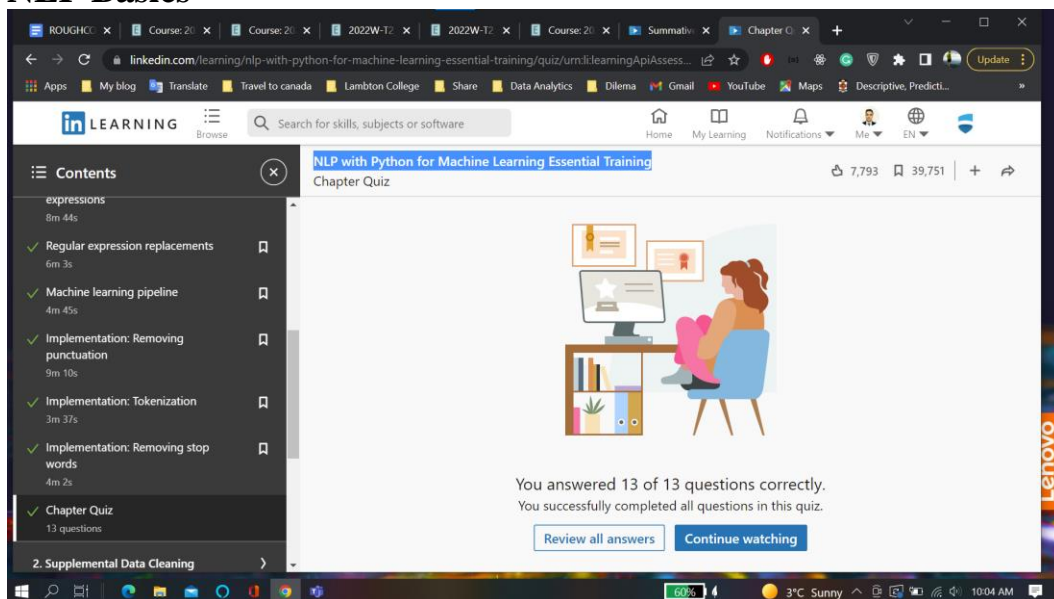 NLP Basics
ROUGHCO
Course: 20
Course: 20
2022W-T2
2022W-T2
Course: 20
Summativ
Chapter Q
linkedin.com/learning/nlp-with-python-for-machine-learning-essential-training/quiz/urn:li:learningApiAssess...
Update
Apps
My blog
Translate
Travel to canada
Lambton College
Share
Data Analytics
Dilema
Gmail
YouTube
Maps
Descriptive, Predicti...
»
in LEARNING
Browse
Search for skills, subjects or software
Home
My Learning
Notifications
Me
EN
Contents
expressions
8m 44s
Regular expression replacements
6m 3s
Machine learning pipeline
4m 45s
Implementation: Removing
punctuation
9m 10s
Implementation: Tokenization
3m 37s
Implementation: Removing stop
words
4m 2s
Chapter Quiz
13 questions
2. Supplemental Data Cleaning
NLP with Python for Machine Learning Essential Training
Chapter Quiz
7,793
39,751
You answered 13 of 13 questions correctly.
You successfully completed all questions in this quiz.
Review all answers
Continue watching
Lenovo
60%
3°C Sunny
10:04 AM